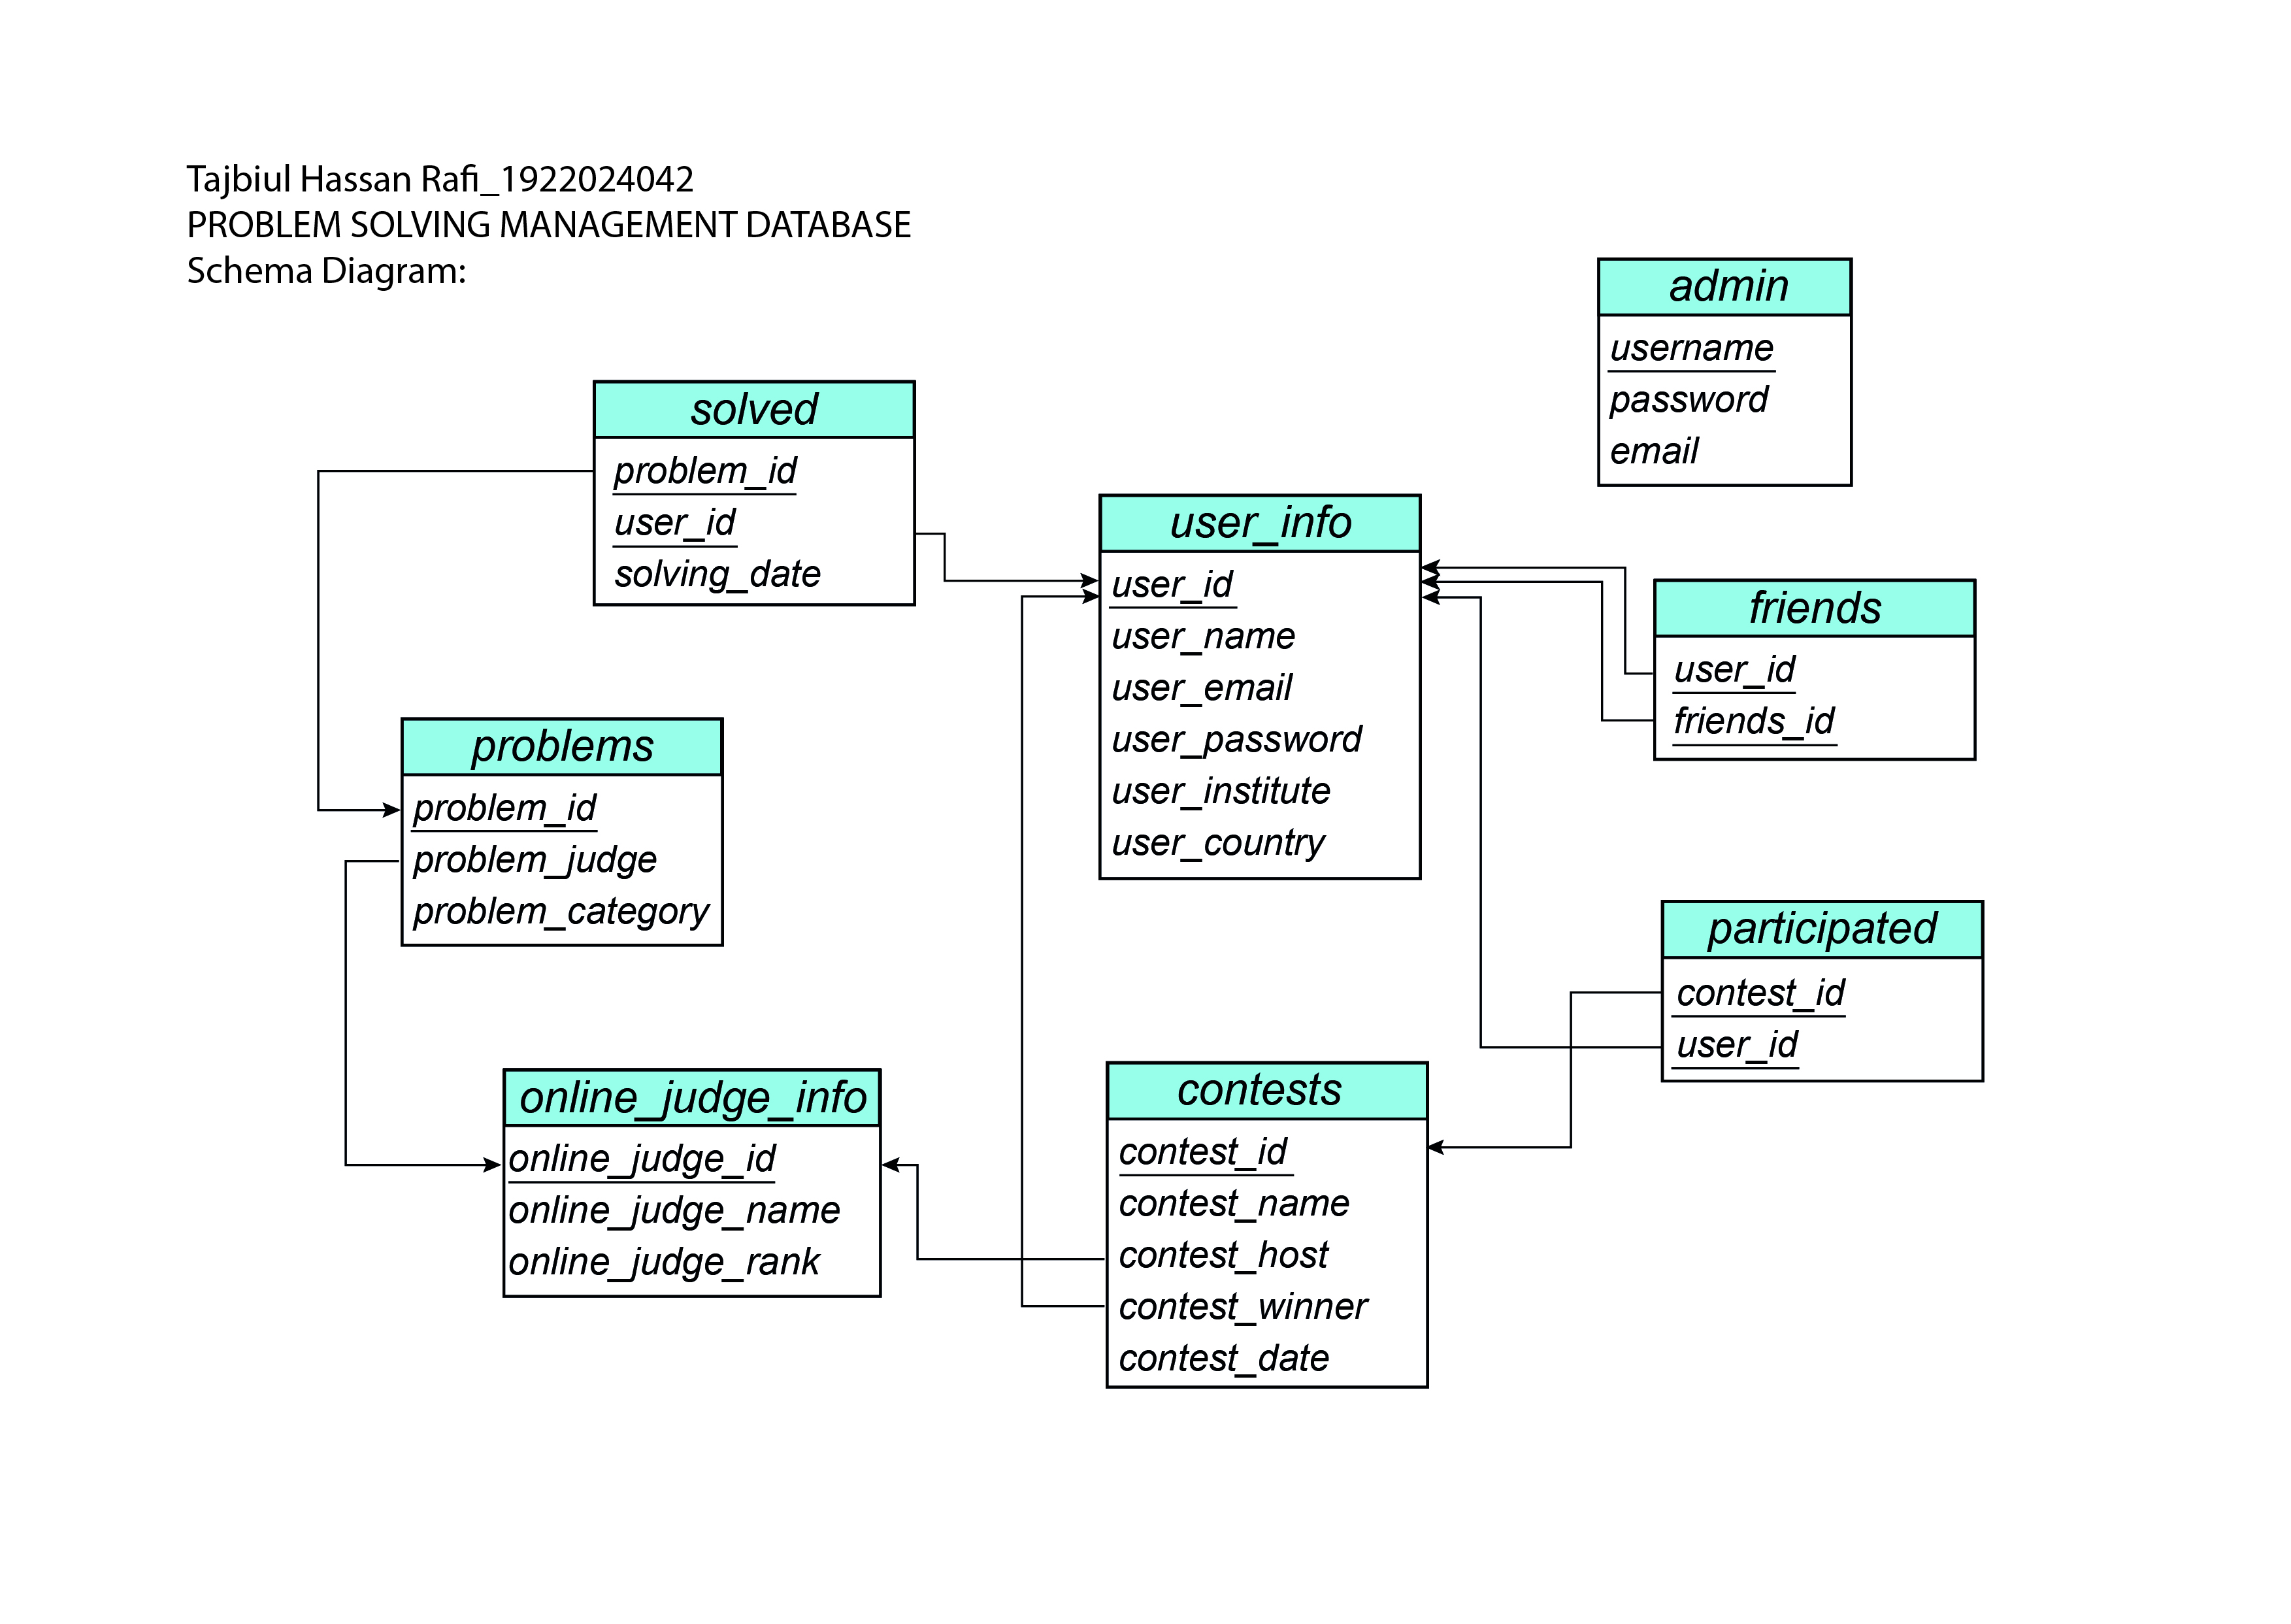 Tajbiul Hassan Rafi_1922024042
PROBLEM SOLVING MANAGEMENT DATABASE
Schema Diagram:
admin
username
password
email
solved
problem_id
user_id
solving_date
user_info
user_id
user_name
user_email
user_password
user_institute
user_country
friends
user_id
friends_id
problems
problem_id
problem_judge
problem_category
participated
contest_id
user_id
online_judge_info
online_judge_id
online_judge_name
online_judge_rank
contests
contest_id
contest_name
contest_host
contest_winner
contest_date